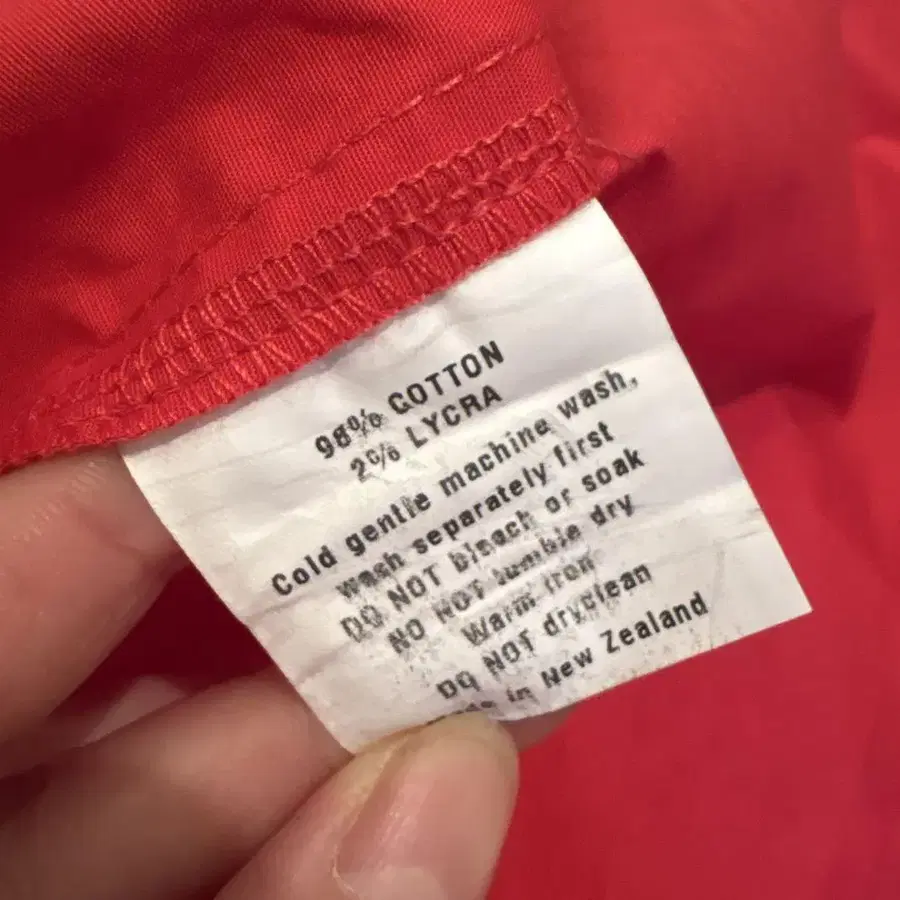 98% COTTON
2% LYCRA
Cold gentle machine wash,
wash separately first
DO NOT bleach or soak
NO NOT tumble dry
Warm iron
DO NOT dryclean
in New Zealand